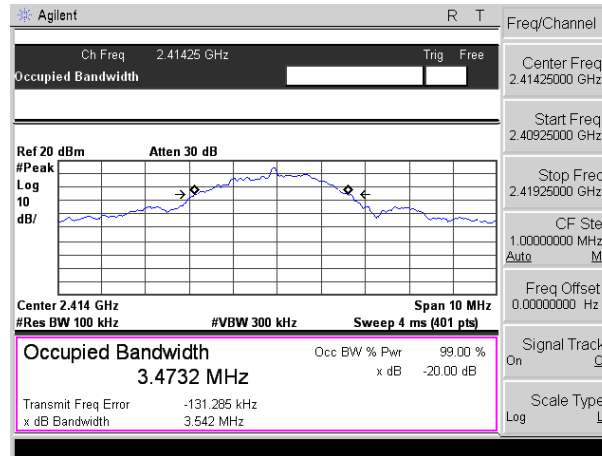 Agilent R T
Freq/Channel
Ch Freq 2.41425 GHz Trig Free
Occupied Bandwidth
Center Freq
2.41425000 GHz
Start Freq
2.40925000 GHz
Stop Freq
2.41925000 GHz
CF Ste
1.00000000 MHz
Auto M
Freq Offset
0.00000000 Hz
Signal Track
On O
Scale Type
Log L
Ref 20 dBm Atten 30 dB
#Peak
Log
10
dB/
Center 2.414 GHz Span 10 MHz
#Res BW 100 kHz #VBW 300 kHz Sweep 4 ms (401 pts)
Occupied Bandwidth Occ BW % Pwr 99.00 %
3.4732 MHz x dB -20.00 dB
Transmit Freq Error -131.285 kHz
x dB Bandwidth 3.542 MHz